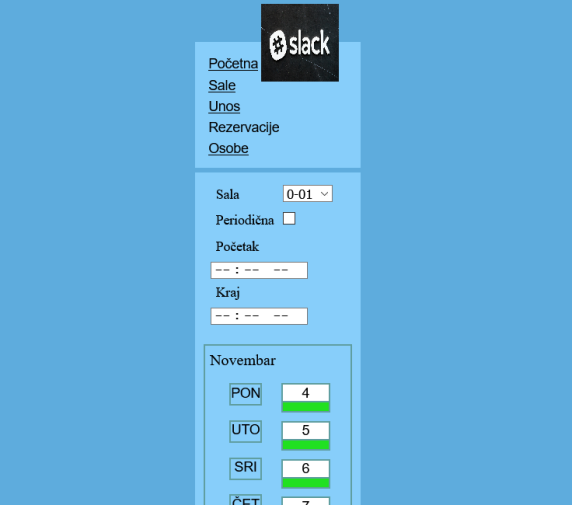 slack
Početna
Sale
Unos
Rezervacije
Osobe
Sala 0-01
Periodična
Početak
-- : -- --
Kraj
-- : -- --
Novembar
PON 4
UTO 5
SRI 6
ČET 7